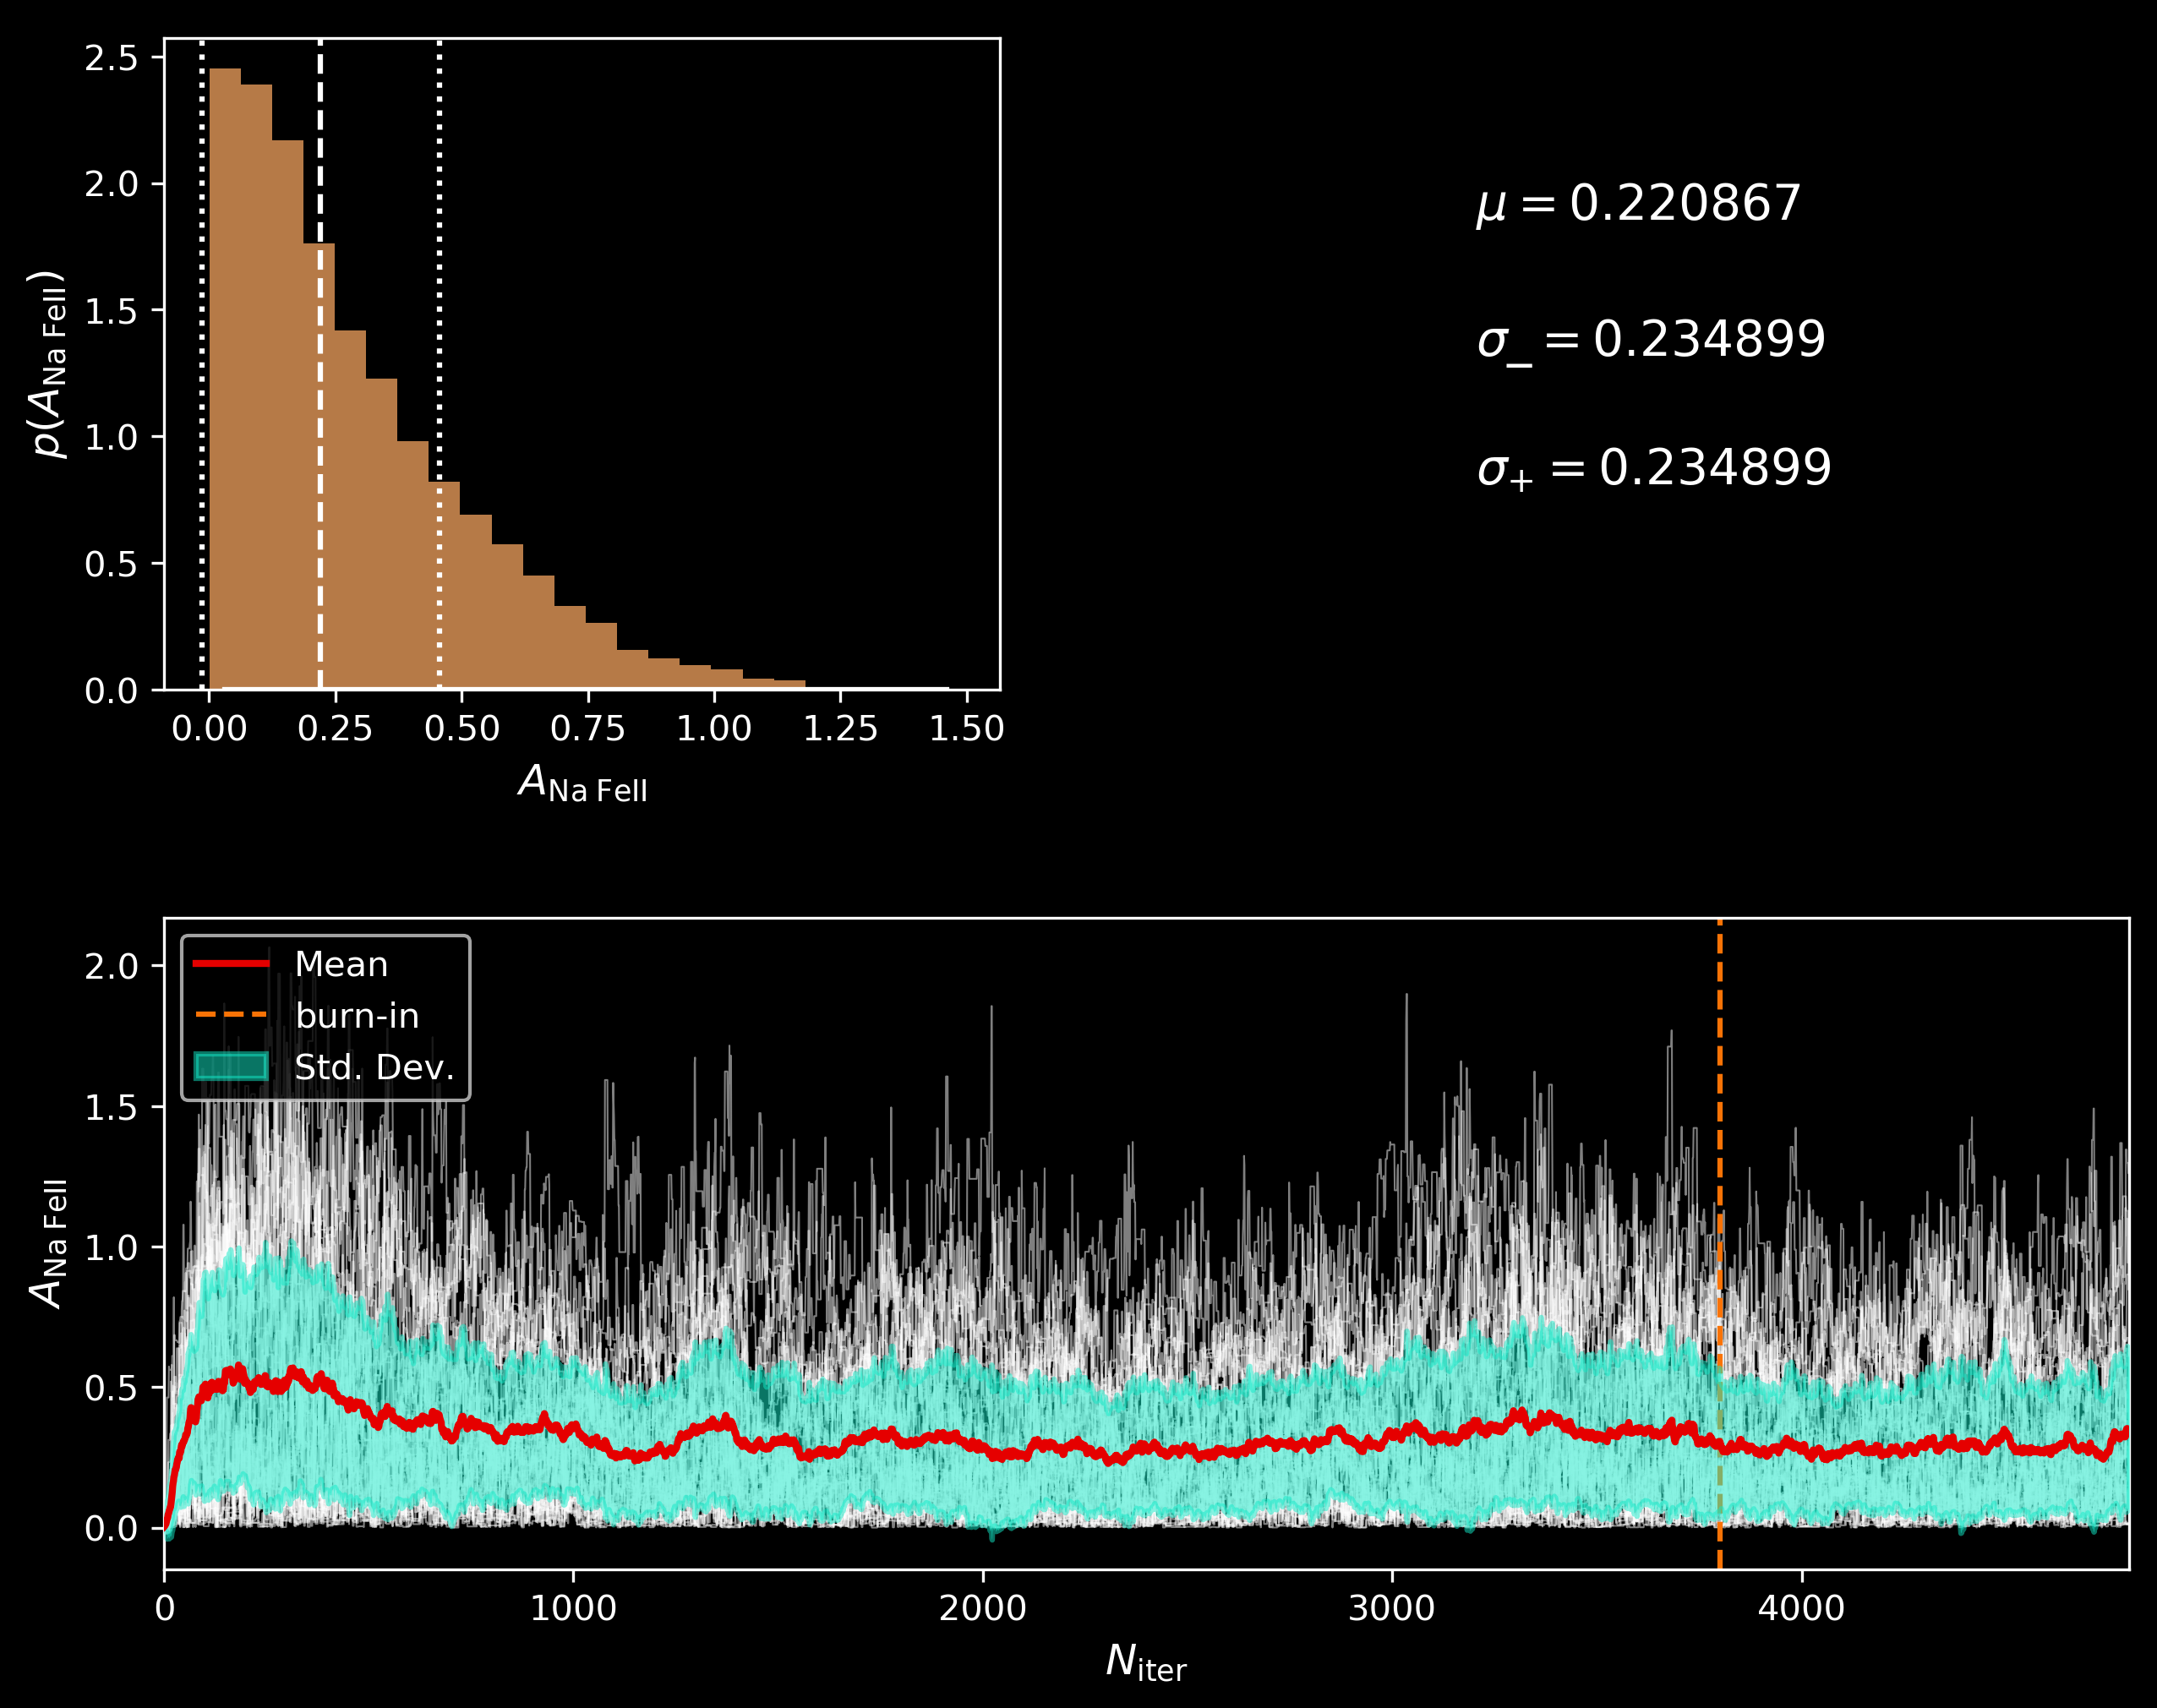 2.5
2.0
1.5
1.0
0.5
0.0
p(A_Na FeII)
0.00 0.25 0.50 0.75 1.00 1.25 1.50
A_Na FeII
μ = 0.220867
σ_− = 0.234899
σ_+ = 0.234899
Mean
burn-in
Std. Dev.
2.0
1.5
1.0
0.5
0.0
A_Na FeII
0 1000 2000 3000 4000
N_iter